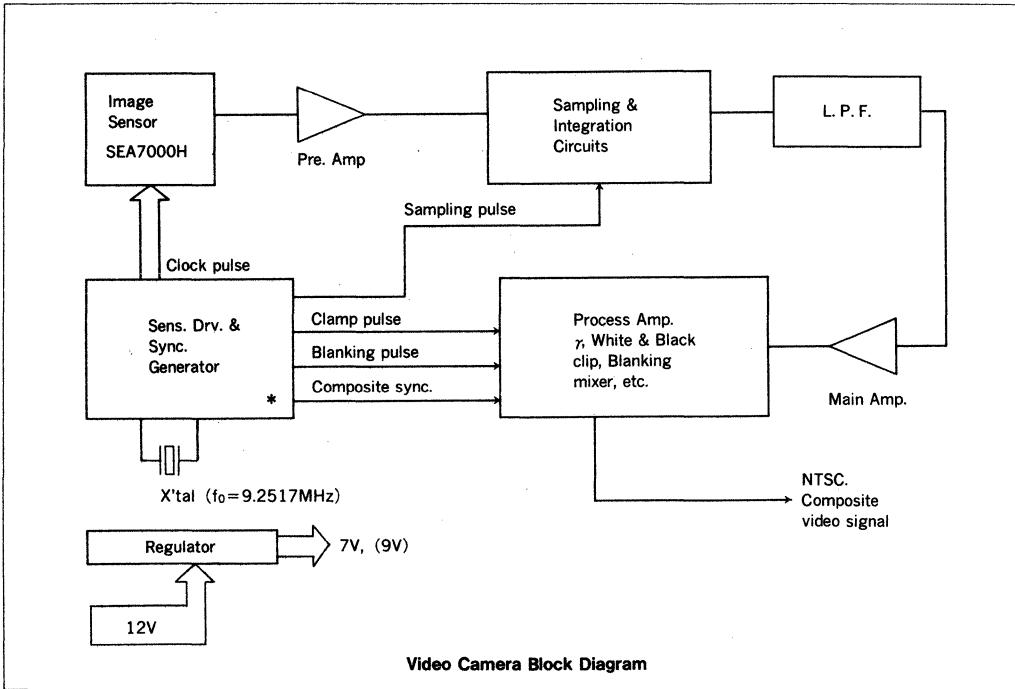 Image
Sensor
SEA7000H
Pre. Amp
Sampling &
Integration
Circuits
L. P. F.
Sampling pulse
Clock pulse
Sens. Drv. &
Sync.
Generator
*
Clamp pulse
Blanking pulse
Composite sync.
Process Amp.
γ, White & Black
clip, Blanking
mixer, etc.
Main Amp.
X'tal (f₀=9.2517MHz)
NTSC.
Composite
video signal
Regulator
7V, (9V)
12V
Video Camera Block Diagram